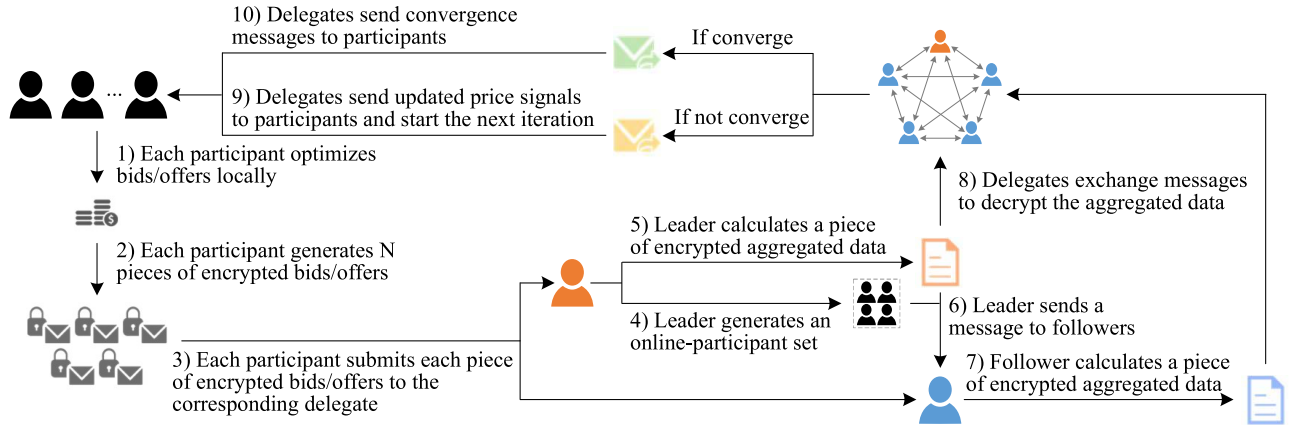 10) Delegates send convergence
messages to participants
If converge
...
9) Delegates send updated price signals
to participants and start the next iteration
If not converge
1) Each participant optimizes
bids/offers locally
$
2) Each participant generates N
pieces of encrypted bids/offers
3) Each participant submits each piece
of encrypted bids/offers to the
corresponding delegate
5) Leader calculates a piece
of encrypted aggregated data
4) Leader generates an
online-participant set
8) Delegates exchange messages
to decrypt the aggregated data
6) Leader sends a
message to followers
7) Follower calculates a piece
of encrypted aggregated data